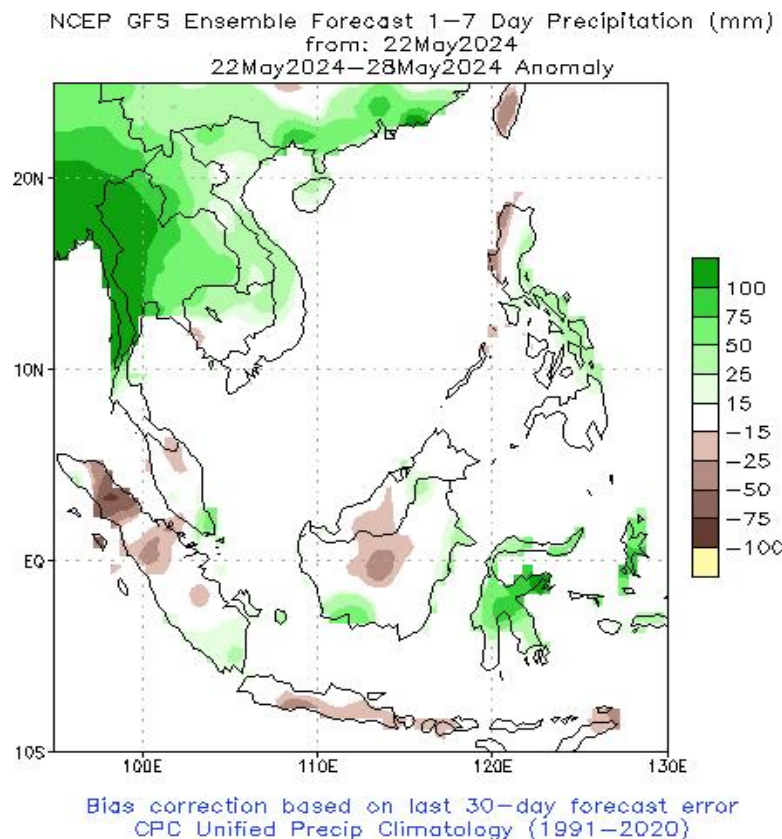 NCEP GFS Ensemble Forecast 1−7 Day Precipitation (mm)
from: 22May2024
22May2024−28May2024 Anomaly
20N
10N
EQ
10S
100E
110E
120E
130E
100
75
50
25
15
−15
−25
−50
−75
−100
Bias correction based on last 30−day forecast error
CPC Unified Precip Climatology (1991−2020)